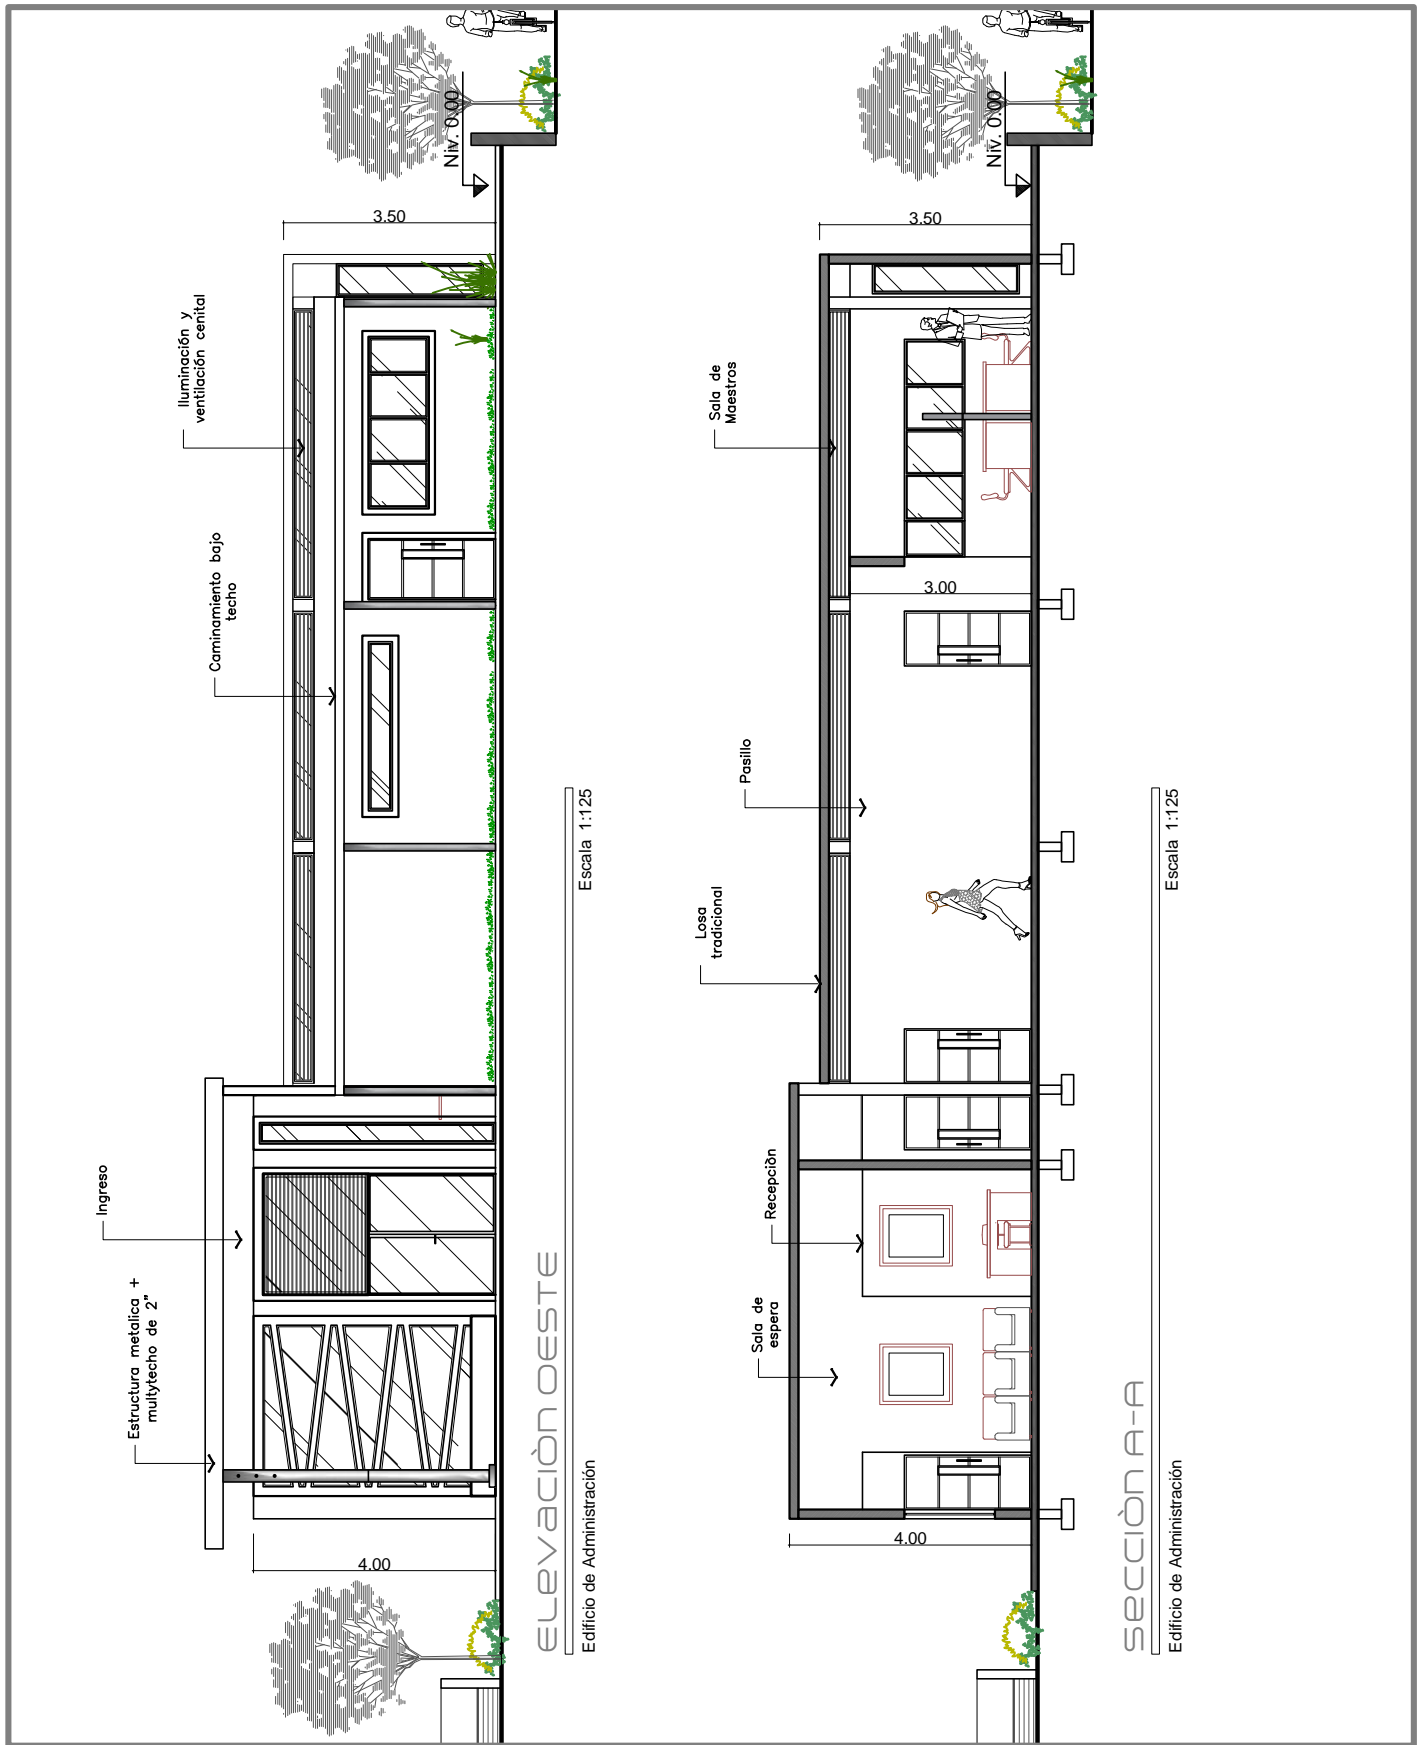 Estructura metalica +
multytecho de 2"
Ingreso
Caminamiento bajo
techo
Iluminación y
ventilación cenital
4.00
3.50
Niv. 0.00
ELEVACIÒN OESTE
Edificio de Administración
Escala 1:125
Sala de
espera
Recepciòn
Losa
tradicional
Pasillo
Sala de
Maestros
4.00
3.00
3.50
Niv. 0.00
SECCIÒN A-A
Edificio de Administración
Escala 1:125